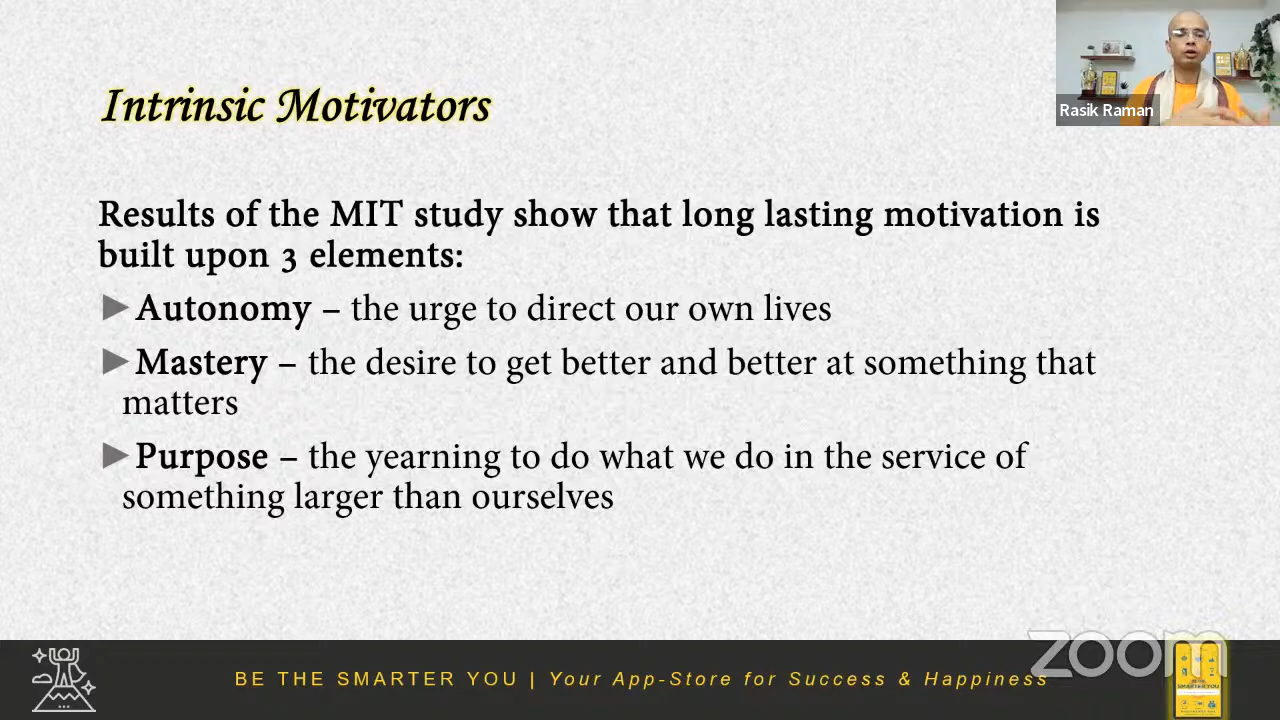 Intrinsic Motivators
Rasik Raman
Results of the MIT study show that long lasting motivation is
built upon 3 elements:
Autonomy – the urge to direct our own lives
Mastery – the desire to get better and better at something that
matters
Purpose – the yearning to do what we do in the service of
something larger than ourselves
zoom
BE THE SMARTER YOU | Your App-Store for Success & Happiness
SMARTER YOU